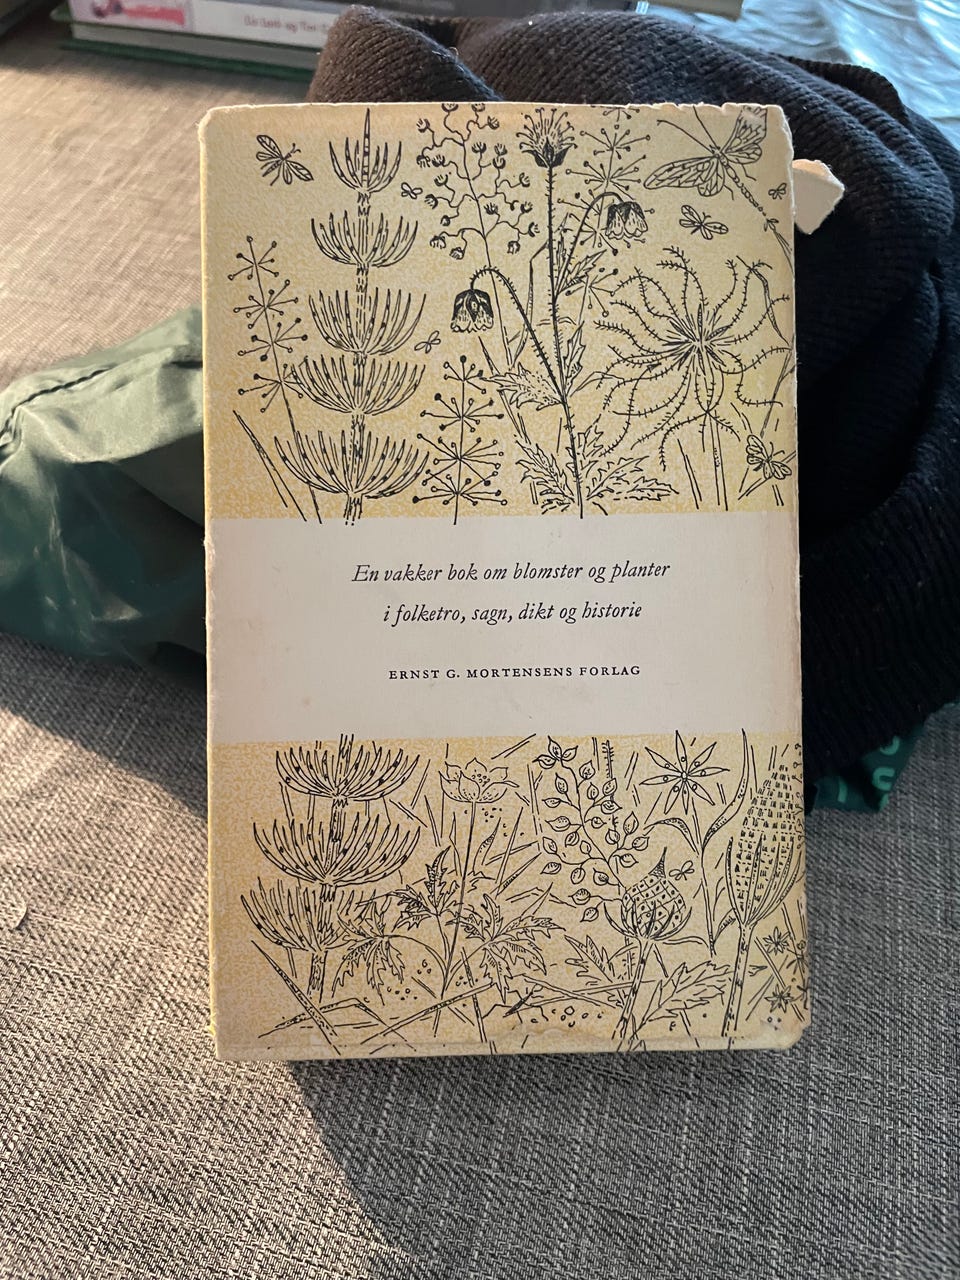 En vakker bok om blomster og planter
i folketro, sagn, dikt og historie
ERNST G. MORTENSENS FORLAG